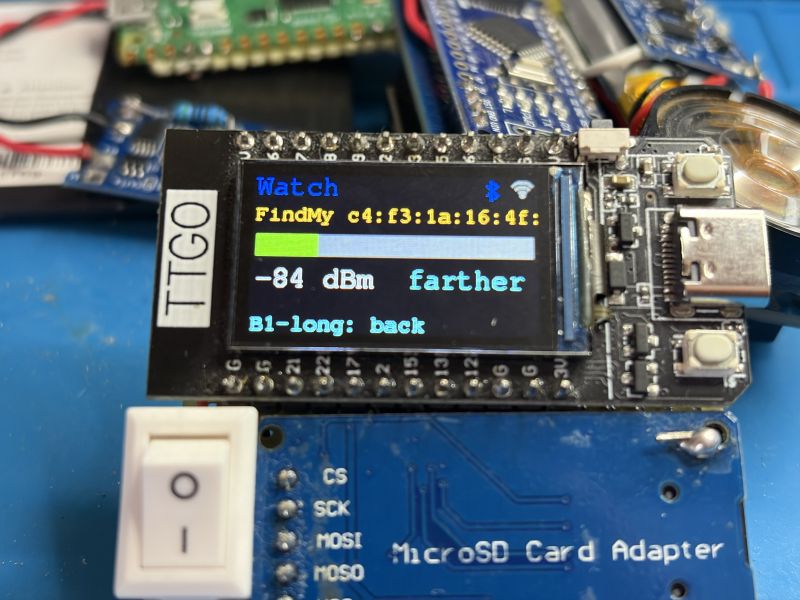 Watch
FindMy c4:f3:1a:16:4f:
-84 dBm farther
B1-long: back
TTGO
G G 21 22 17 2 15 13 12 G G 3V
O
I
CS
SCK
MOSI
MOSO
MicroSD Card Adapter